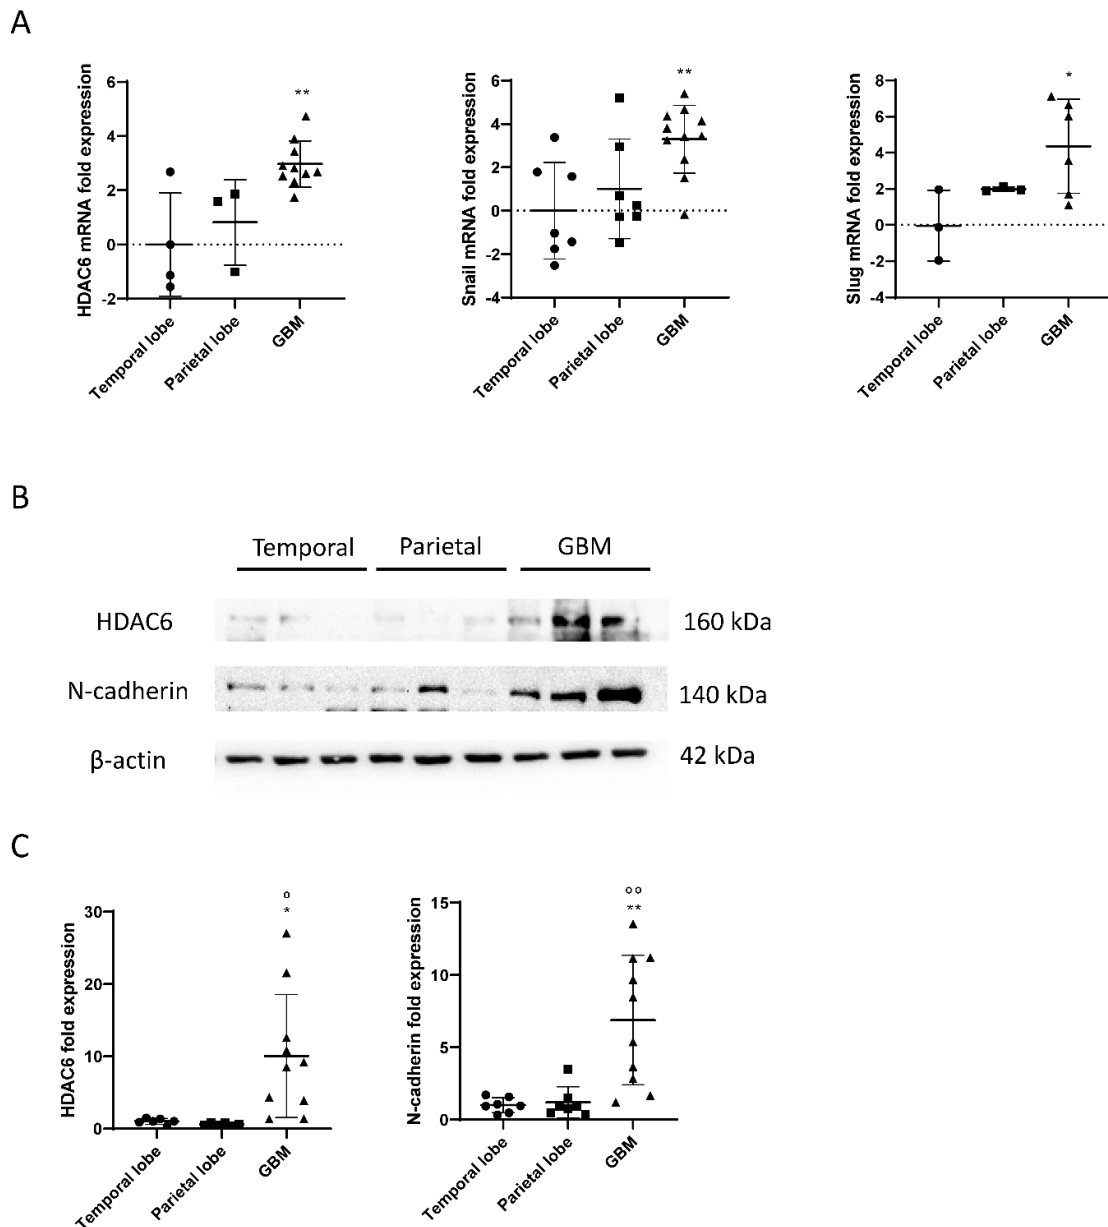 A
HDAC6 mRNA fold expression
6
4
2
0
-2
**
Temporal lobe
Parietal lobe
GBM
Snail mRNA fold expression
6
4
2
0
-2
-4
**
Temporal lobe
Parietal lobe
GBM
Slug mRNA fold expression
8
6
4
2
0
-2
-4
*
Temporal lobe
Parietal lobe
GBM
B
Temporal Parietal GBM
HDAC6 160 kDa
N-cadherin 140 kDa
β-actin 42 kDa
C
HDAC6 fold expression
30
20
10
0
°
*
Temporal lobe
Parietal lobe
GBM
N-cadherin fold expression
15
10
5
0
°°
**
Temporal lobe
Parietal lobe
GBM